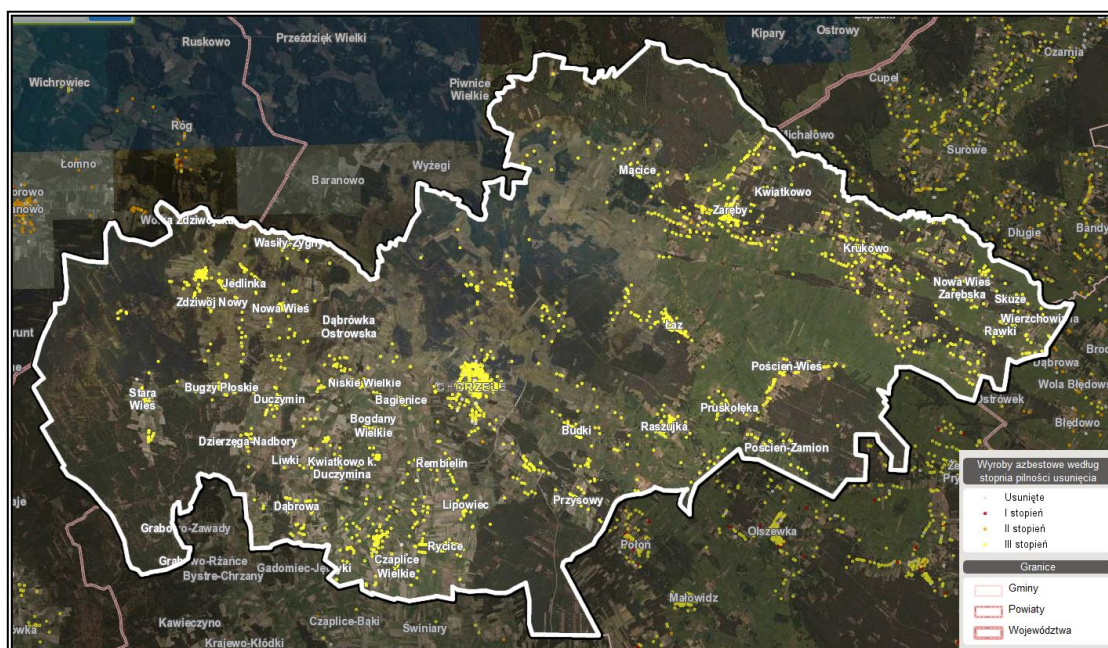 Ruskowo
Przeździęk Wielki
Kipary
Ostrowy
Czarnia
Wichrowiec
Piwnice
Wielkie
Cupel
Róg
Michałowo
Surowe
Łomno
Baranowo
Wyżegi
Mącice
Kwiatkowo
Zaręby
Długie
Bandy
Wasiły-Zygny
Krukowo
Jedlinka
Zdziwój Nowy
Nowa Wieś
Nowa Wieś
Zarębska
Skuze
Wierzchowizna
Rawki
Dąbrówka
Ostrowska
Łaz
Dąbrowa
Wola Błędows
Ostrówek
Błędowo
Pościen-Wieś
Stara
Wieś
Bugzy Płoskie
Niskie Wielkie
CHORZELE
Duczymin
Bagienice
Pruskołęka
Bogdany
Wielkie
Budki
Raszujka
Dzierzęga-Nadbory
Pościen-Zamion
Liwki
Kwiatkowo k.
Duczymina
Rembielin
Dąbrowa
Lipowiec
Przysowy
Grabowo-Zawady
Połoń
Olszewka
Rycice
Czaplice
Wielkie
Grabowo-Rżańce
Bystre-Chrzany
Gadomiec-Jędryki
Małowidz
Kawieczyno
Czaplice-Bąki
Swiniary
Krajewo-Kłódki
Wyroby azbestowe według
stopnia pilności usunięcia
Usunięte
I stopień
II stopień
III stopień
Granice
Gminy
Powiaty
Województwa